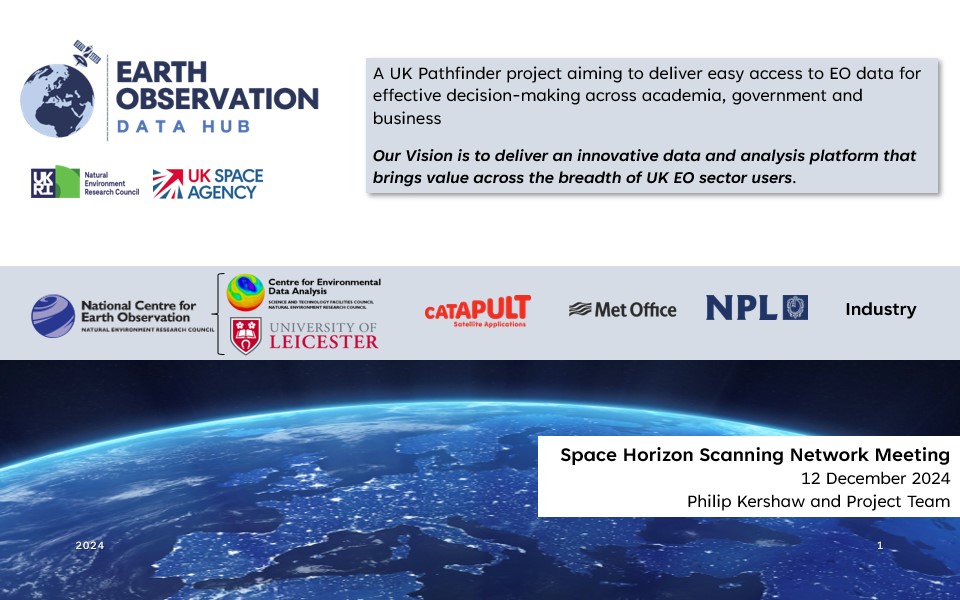 EARTH
OBSERVATION
DATA HUB
A UK Pathfinder project aiming to deliver easy access to EO data for
effective decision-making across academia, government and
business
Our Vision is to deliver an innovative data and analysis platform that
brings value across the breadth of UK EO sector users.
UK
RI
Natural
Environment
Research Council
UK SPACE
AGENCY
National Centre for
Earth Observation
NATURAL ENVIRONMENT RESEARCH COUNCIL
Centre for Environmental
Data Analysis
SCIENCE AND TECHNOLOGY FACILITIES COUNCIL
NATURAL ENVIRONMENT RESEARCH COUNCIL
UNIVERSITY OF
LEICESTER
CATAPULT
Satellite Applications
Met Office
NPL
Industry
Space Horizon Scanning Network Meeting
12 December 2024
Philip Kershaw and Project Team
2024
1